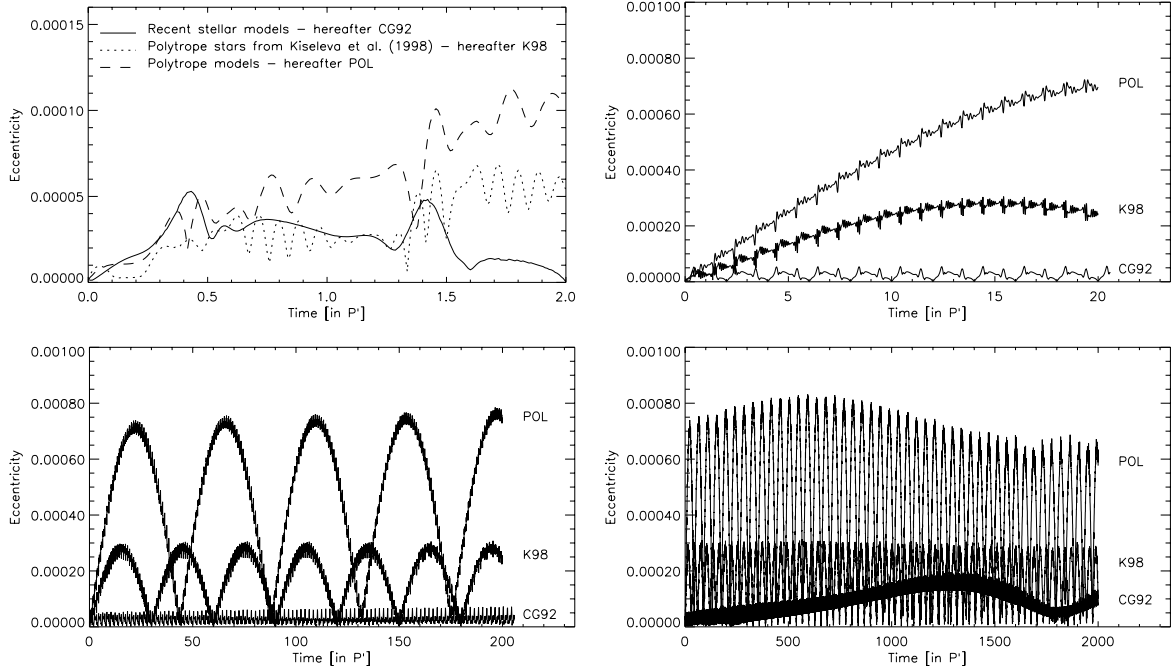 0.00015
0.00010
0.00005
0.00000
Eccentricity
Recent stellar models – hereafter CG92
Polytrope stars from Kiseleva et al. (1998) – hereafter K98
Polytrope models – hereafter POL
0.0 0.5 1.0 1.5 2.0
Time [in P']
0.00100
0.00080
0.00060
0.00040
0.00020
0.00000
Eccentricity
POL
K98
CG92
0 5 10 15 20
Time [in P']
0.00100
0.00080
0.00060
0.00040
0.00020
0.00000
Eccentricity
POL
K98
CG92
0 50 100 150 200
Time [in P']
0.00100
0.00080
0.00060
0.00040
0.00020
0.00000
Eccentricity
POL
K98
CG92
0 500 1000 1500 2000
Time [in P']